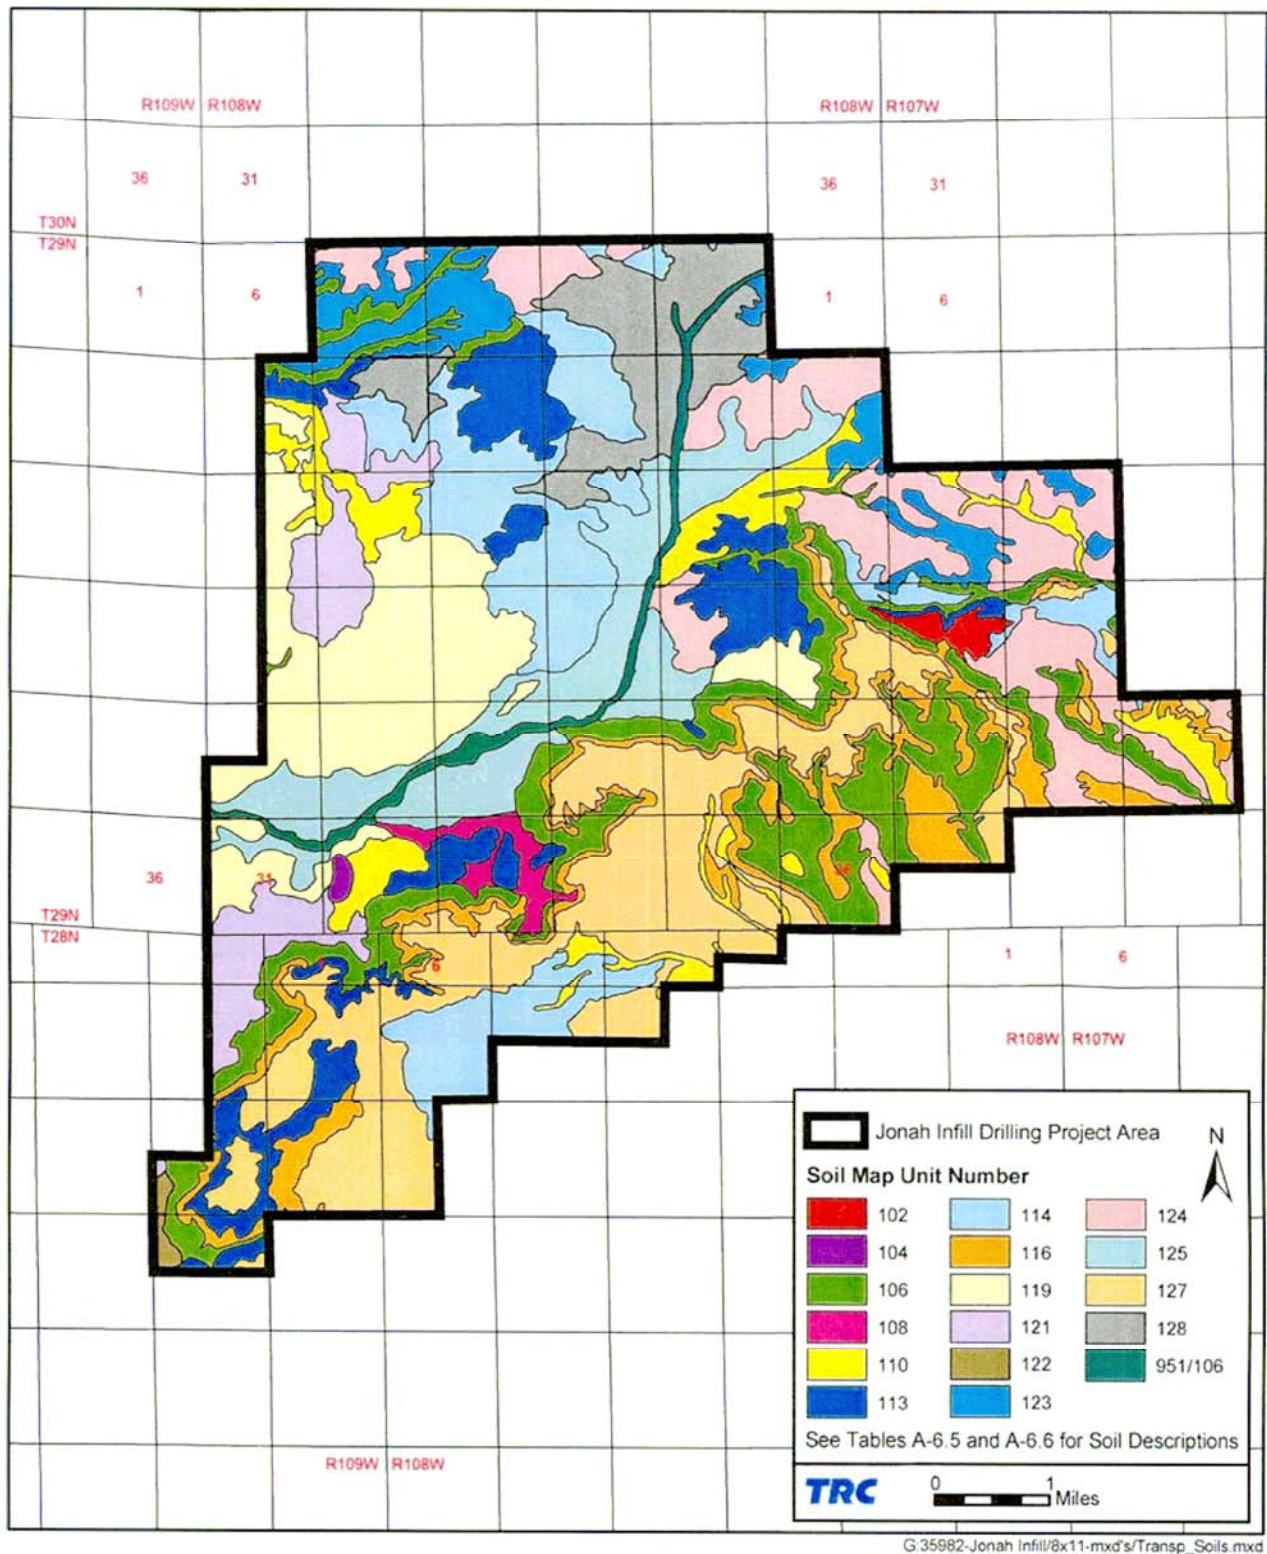 R109W R108W
R108W R107W
36 31
36 31
T30N
T29N
1 6
1 6
36 31
36
T29N
T28N
6
1 6
R108W R107W
Jonah Infill Drilling Project Area
N
Soil Map Unit Number
102 114 124
104 116 125
106 119 127
108 121 128
110 122 951/106
113 123
See Tables A-6.5 and A-6.6 for Soil Descriptions
R109W R108W
TRC
0 1
Miles
G:35982-Jonah Infill/8x11-mxd's/Transp_Soils.mxd